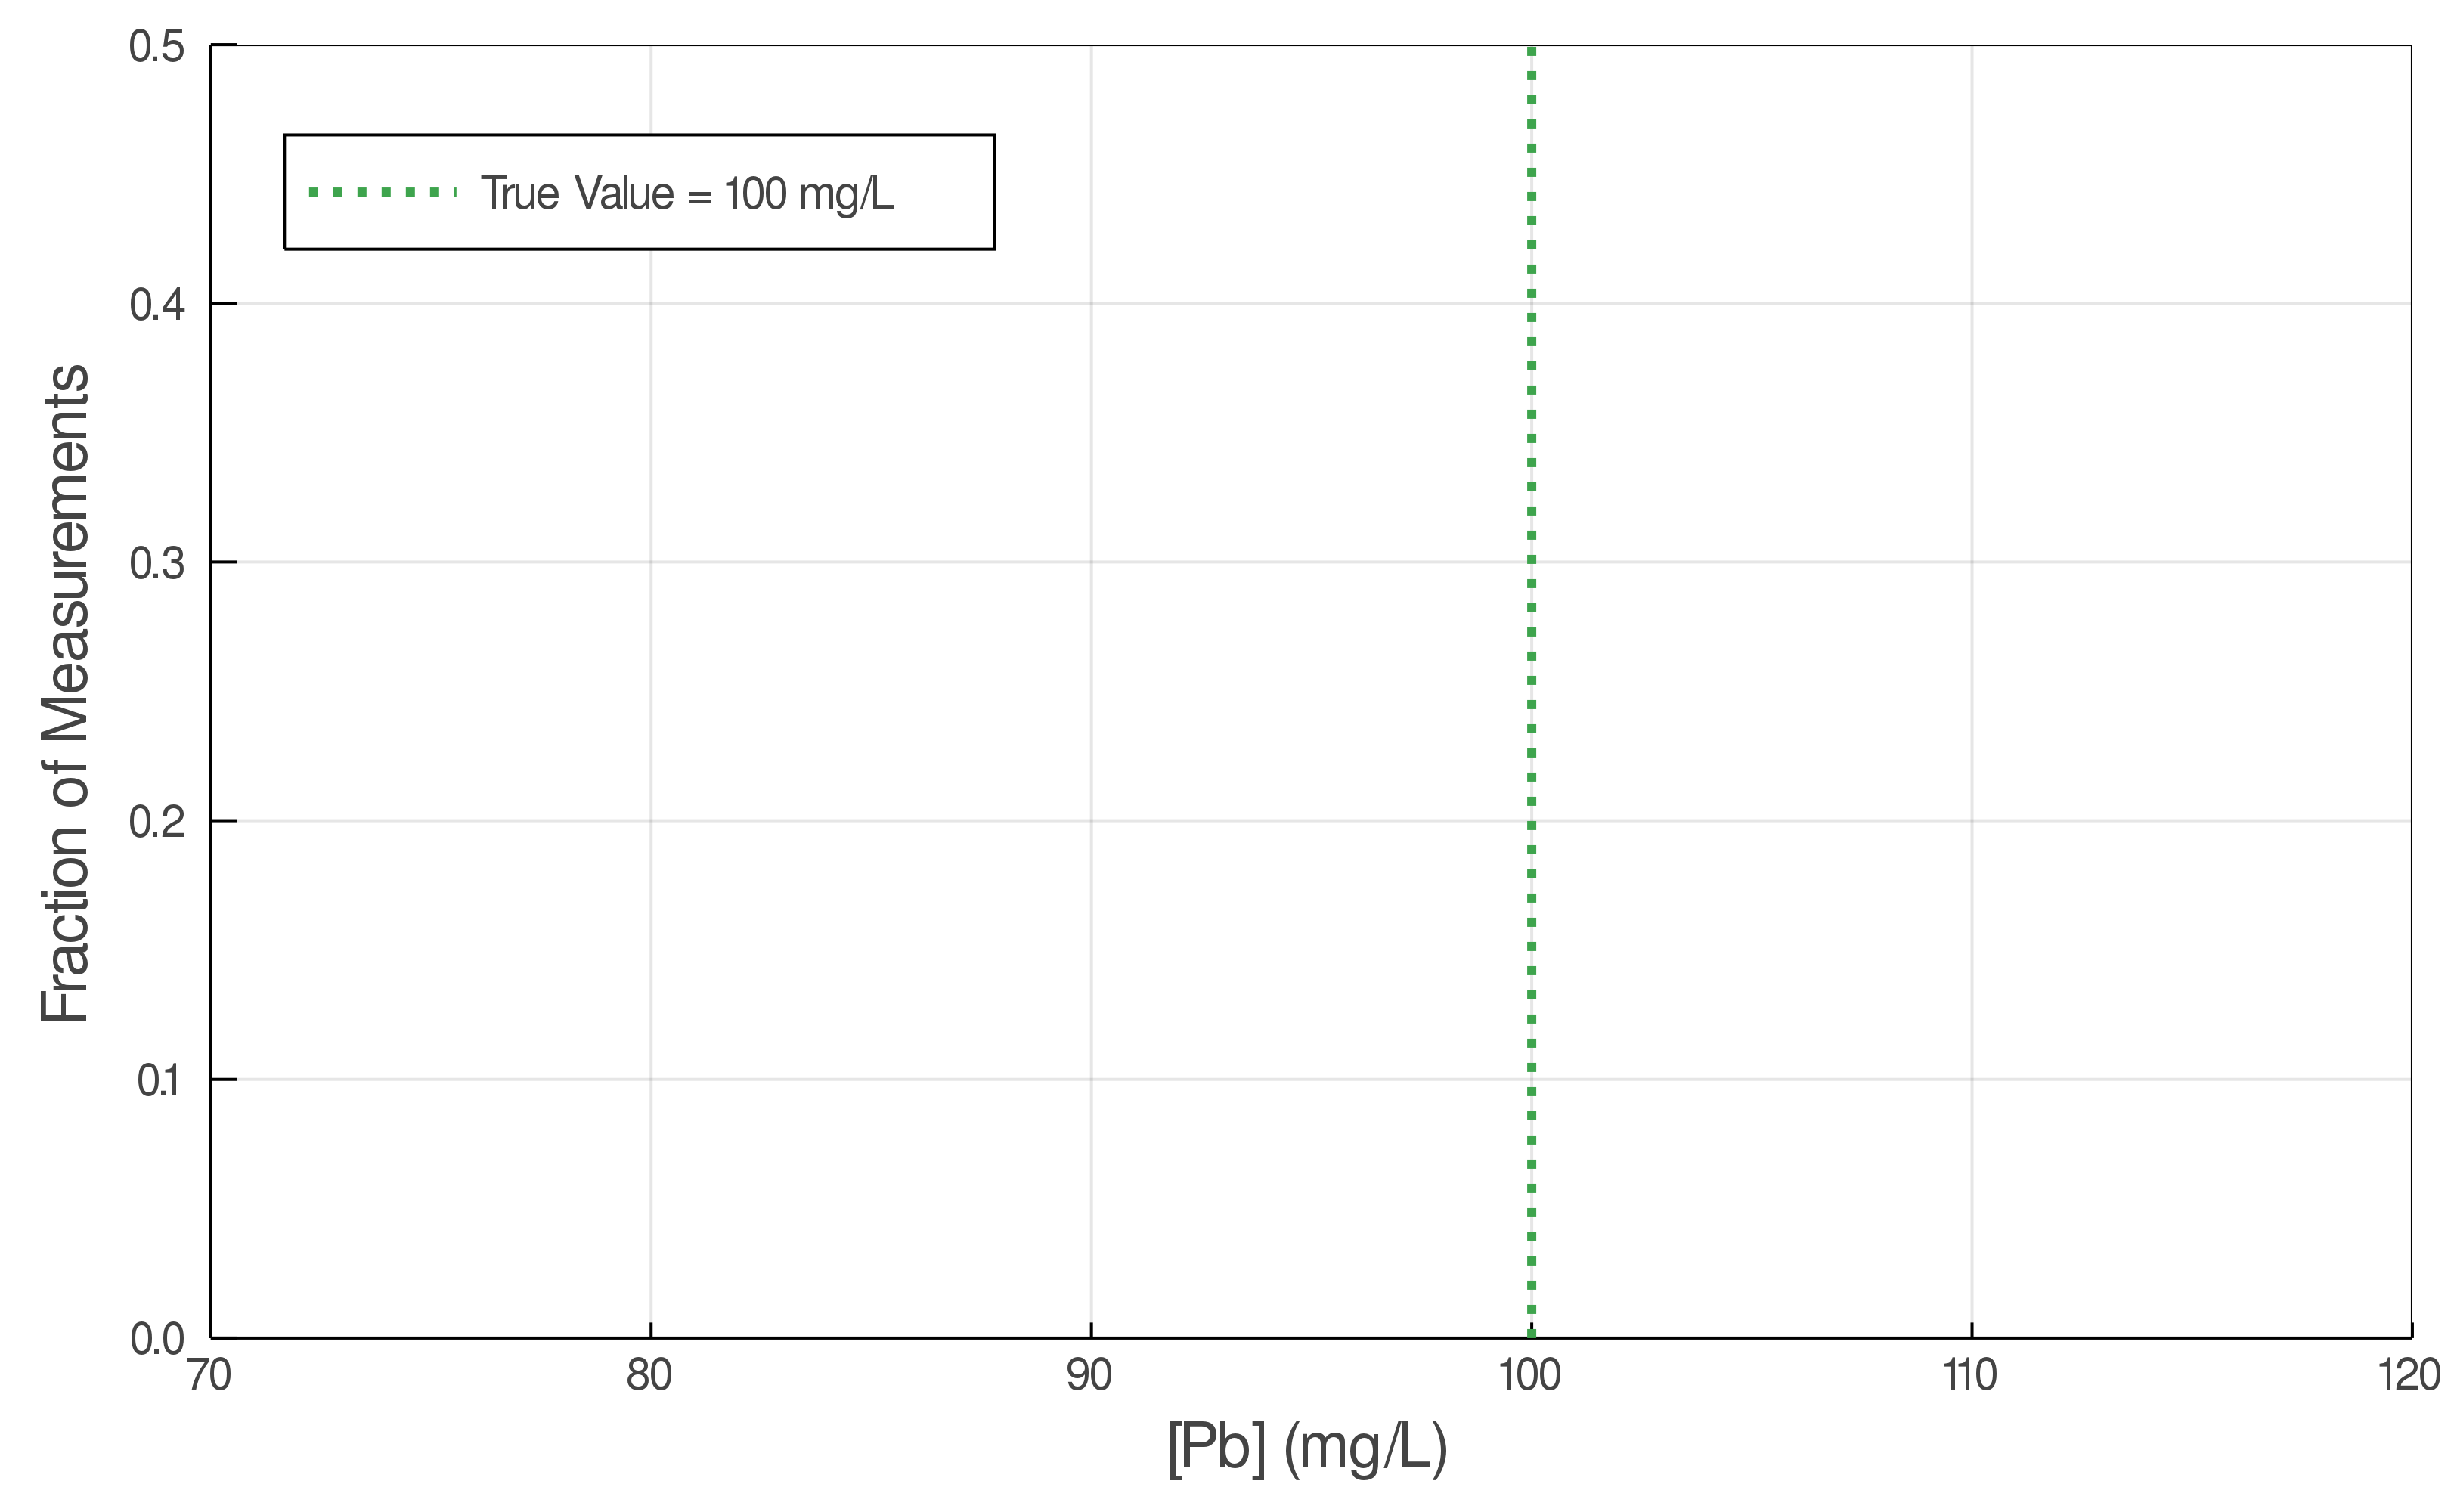 0.5
True Value = 100 mg/L
0.4
0.3
0.2
0.1
0.0
Fraction of Measurements
70 80 90 100 110 120
[Pb] (mg/L)